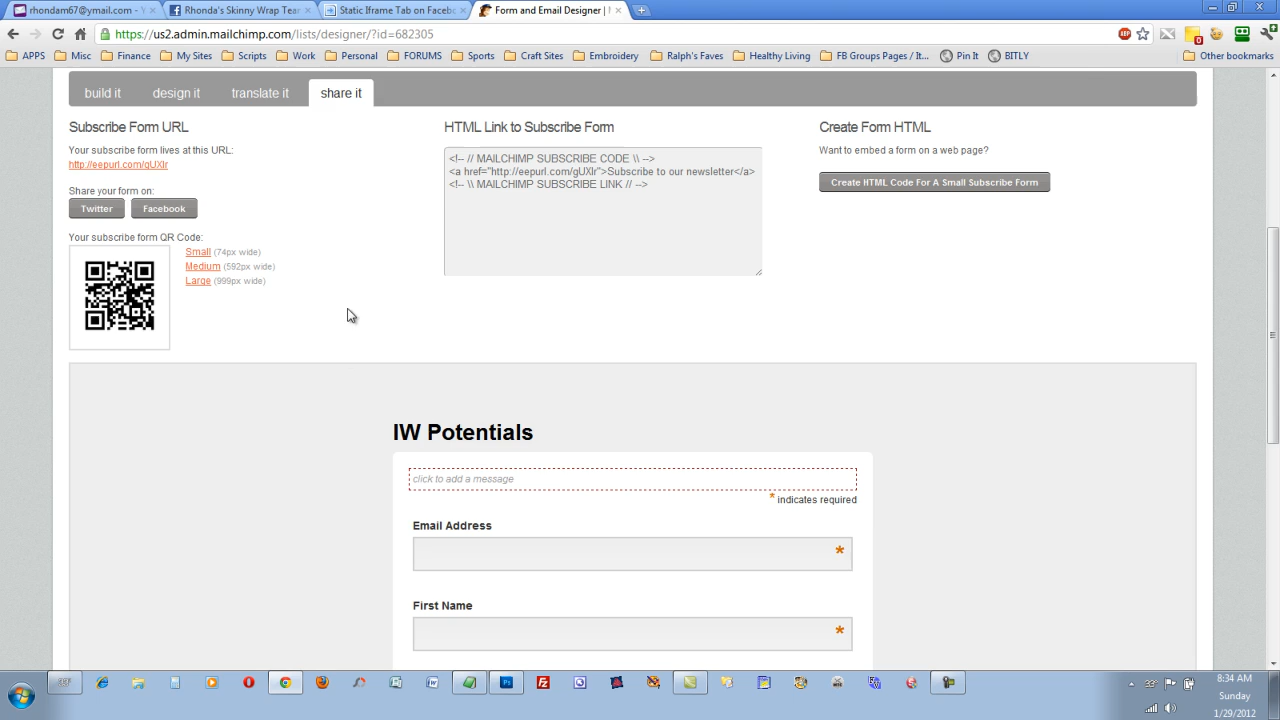 rhondam67@ymail.com -
Rhonda's Skinny Wrap Tear
Static Iframe Tab on Facebo
Form and Email Designer |
https://us2.admin.mailchimp.com/lists/designer/?id=682305
APPS
Misc
Finance
My Sites
Scripts
Work
Personal
FORUMS
Sports
Craft Sites
Embroidery
Ralph's Faves
Healthy Living
FB Groups Pages / It...
Pin It
BITLY
Other bookmarks
build it
design it
translate it
share it
Subscribe Form URL
Your subscribe form lives at this URL:
http://eepurl.com/gUXlr
Share your form on:
Twitter
Facebook
Your subscribe form QR Code:
Small (74px wide)
Medium (592px wide)
Large (999px wide)
HTML Link to Subscribe Form
<!-- // MAILCHIMP SUBSCRIBE CODE \\ -->
<a href="http://eepurl.com/gUXlr">Subscribe to our newsletter</a>
<!-- \\ MAILCHIMP SUBSCRIBE LINK // -->
Create Form HTML
Want to embed a form on a web page?
Create HTML Code For A Small Subscribe Form
IW Potentials
click to add a message
* indicates required
Email Address
*
First Name
*
8:34 AM
Sunday
1/29/2012